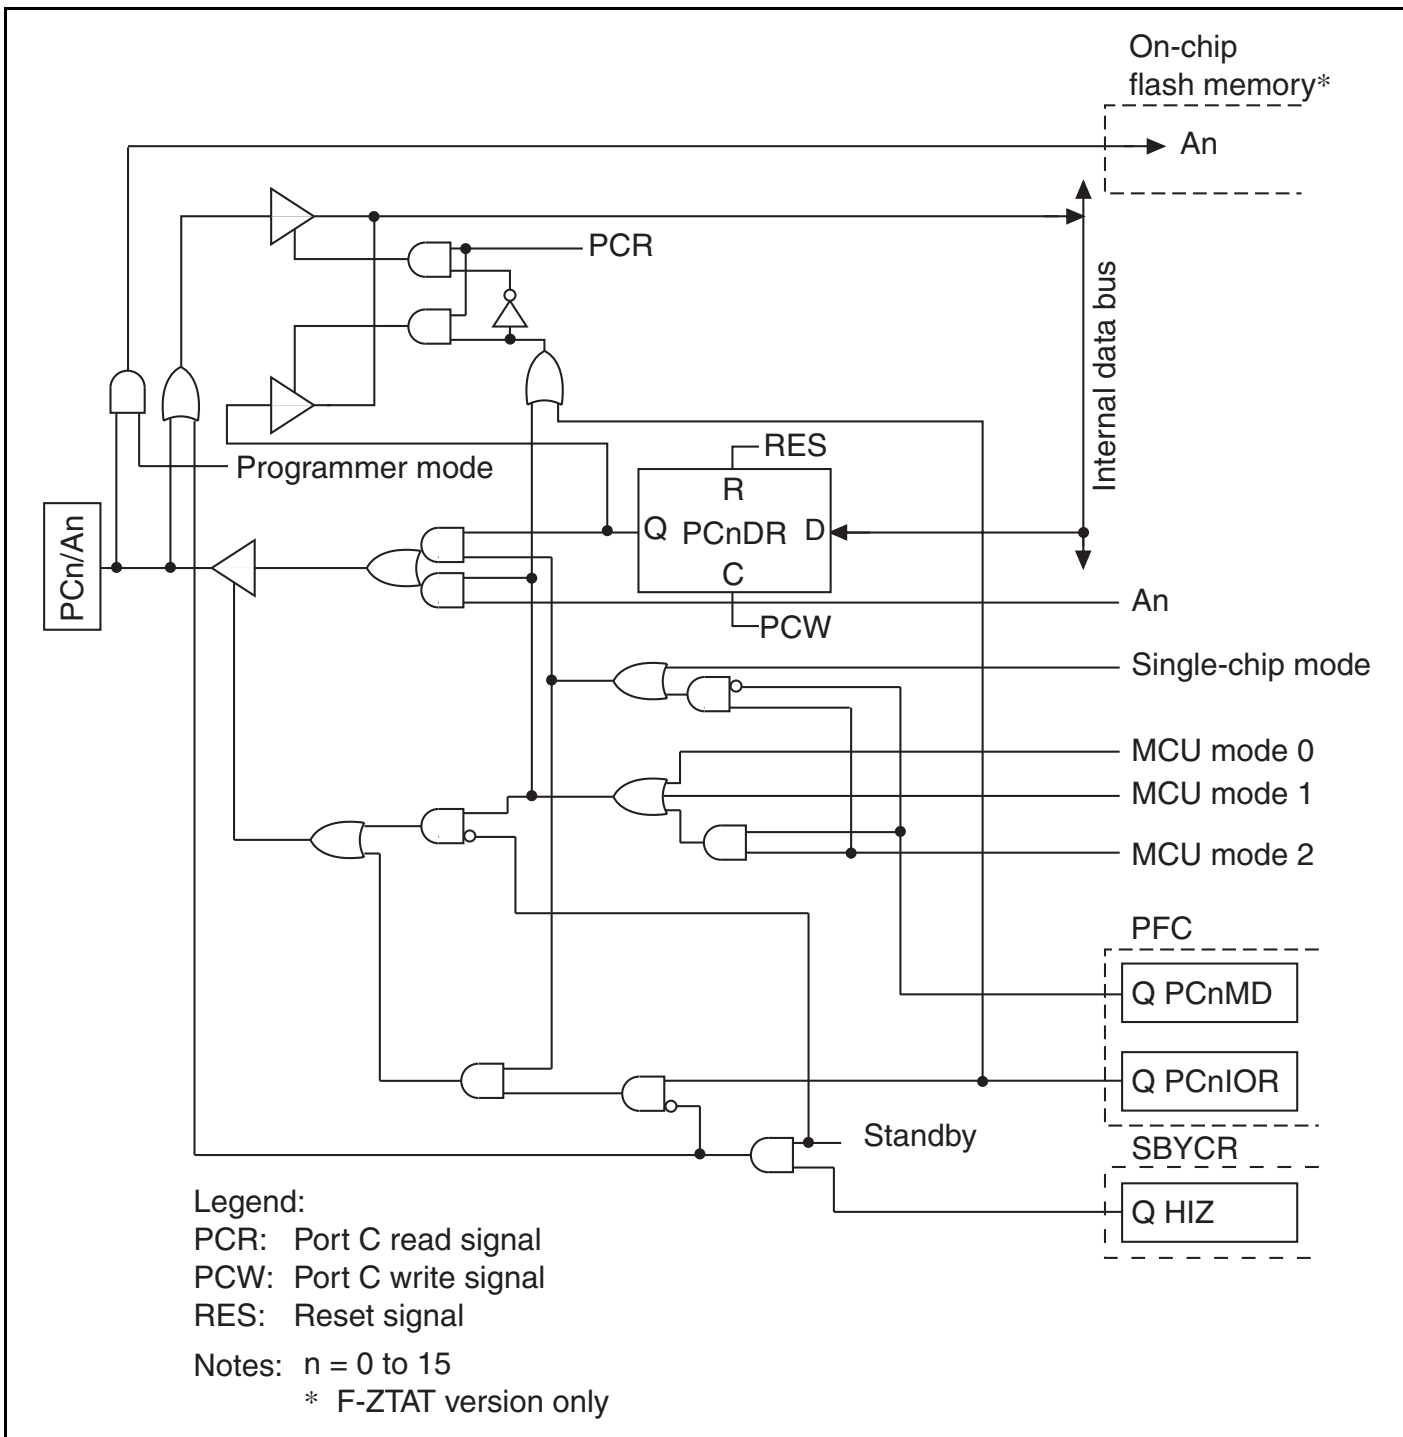 On-chip
flash memory*
An
PCR
Internal data bus
RES
Programmer mode
R
Q PCnDR D
C
PCn/An
An
PCW
Single-chip mode
MCU mode 0
MCU mode 1
MCU mode 2
PFC
Q PCnMD
Q PCnIOR
Standby
SBYCR
Q HIZ
Legend:
PCR: Port C read signal
PCW: Port C write signal
RES: Reset signal
Notes: n = 0 to 15
* F-ZTAT version only